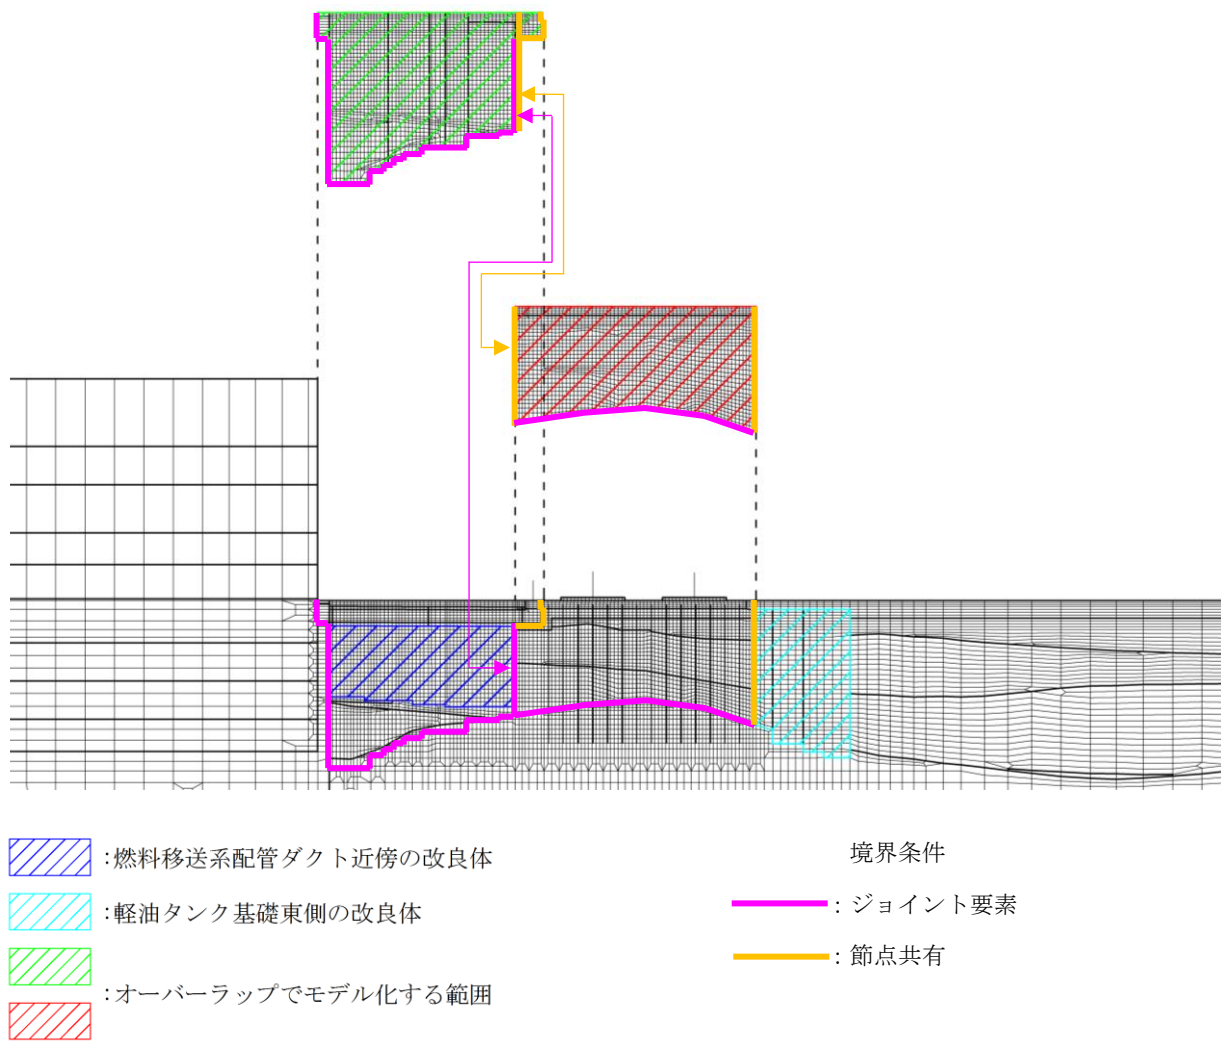 :燃料移送系配管ダクト近傍の改良体
:軽油タンク基礎東側の改良体
:オーバーラップでモデル化する範囲
境界条件
:ジョイント要素
:節点共有